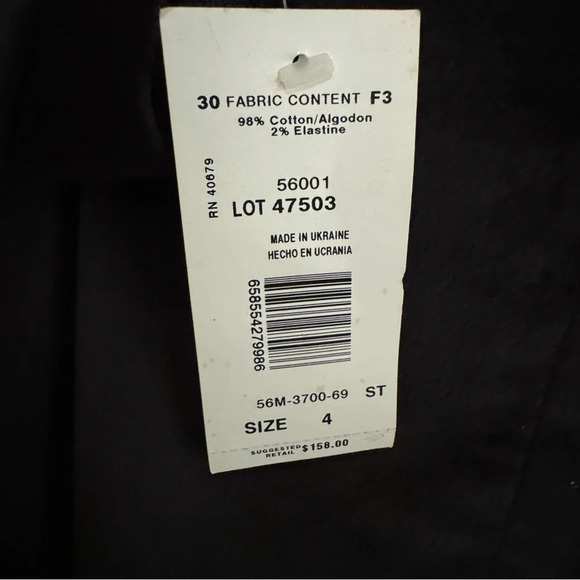 30 FABRIC CONTENT F3
98% Cotton/Algodon
2% Elastine
RN 40679
56001
LOT 47503
MADE IN UKRAINE
HECHO EN UCRANIA
658554279986
56M-3700-69 ST
SIZE 4
SUGGESTED RETAIL $158.00